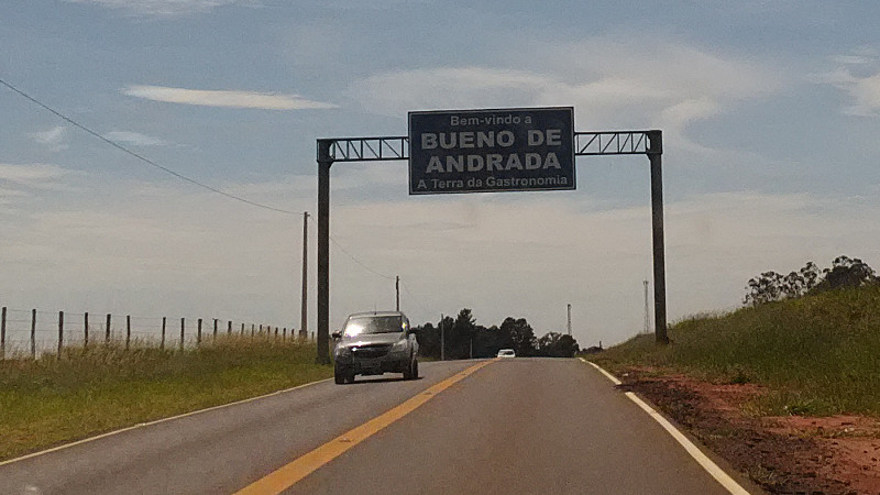 Bem-vindo a
BUENO DE
ANDRADA
A Terra da Gastronomia